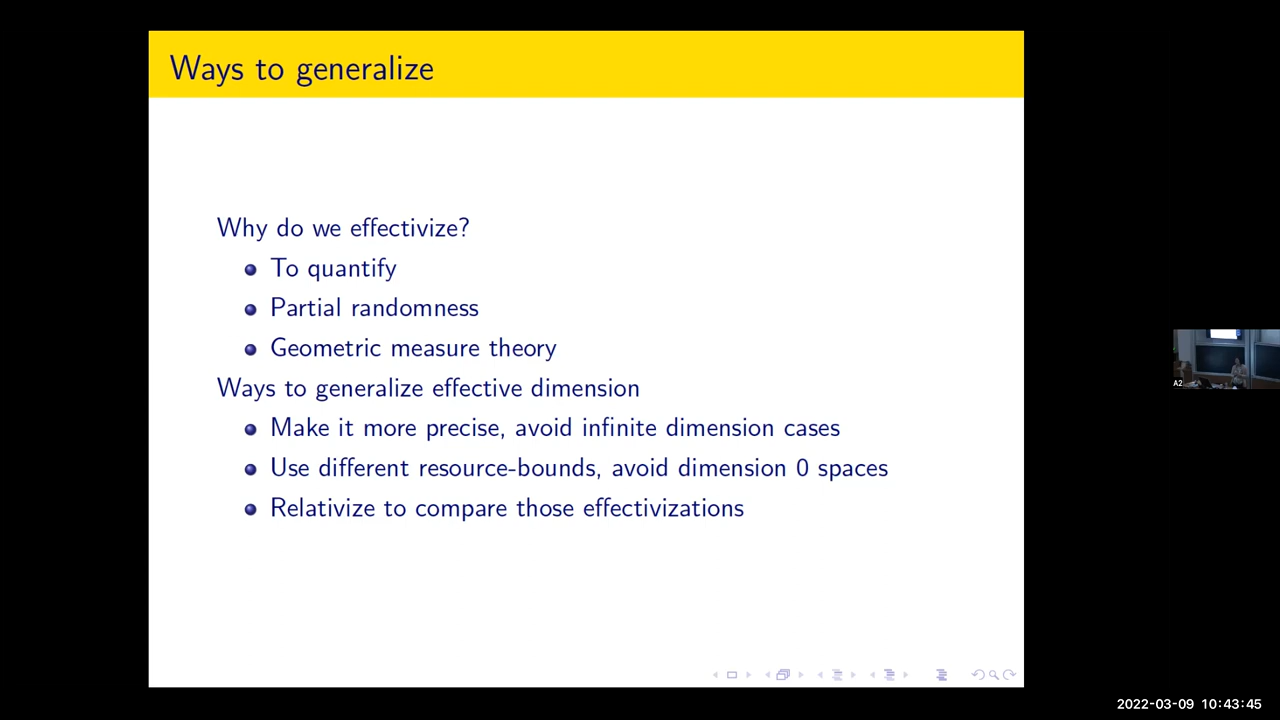 Ways to generalize
Why do we effectivize?
To quantify
Partial randomness
Geometric measure theory
Ways to generalize effective dimension
Make it more precise, avoid infinite dimension cases
Use different resource-bounds, avoid dimension 0 spaces
Relativize to compare those effectivizations
A2
2022-03-09 10:43:45